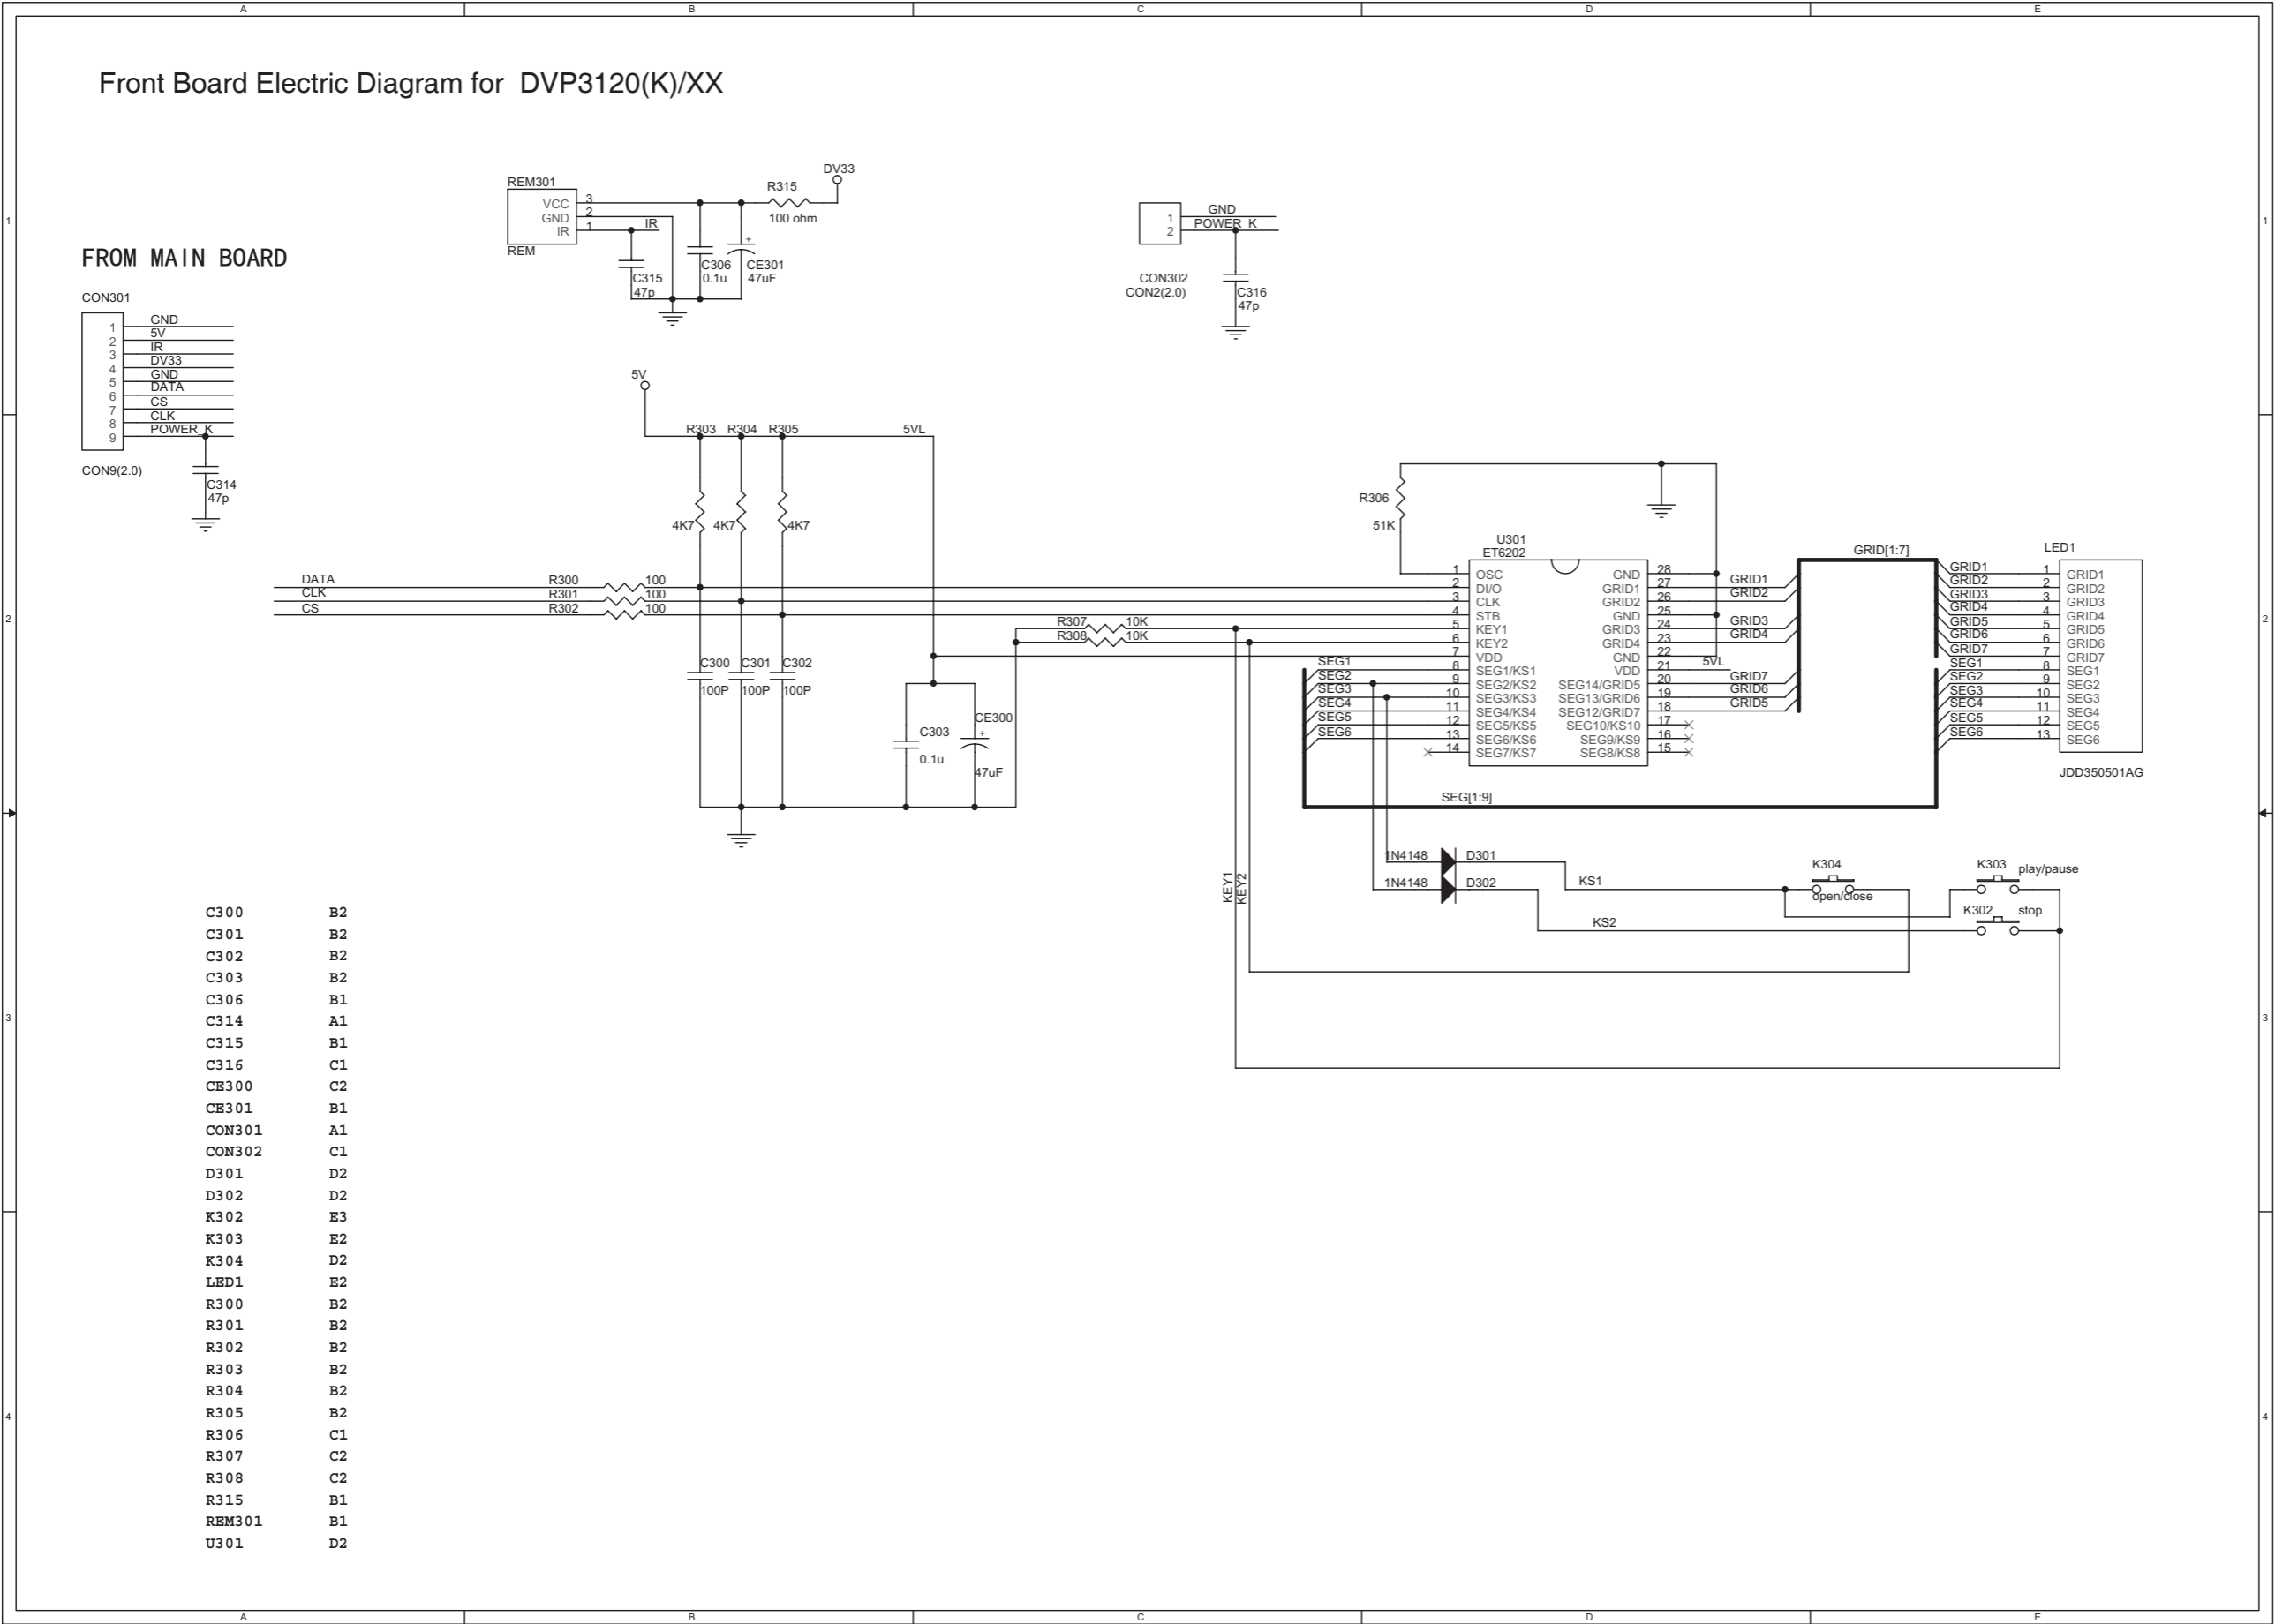 A B C D E
Front Board Electric Diagram for DVP3120(K)/XX
1 1
2 2
3 3
4 4
FROM MAIN BOARD
CON301
1 GND
2 5V
3 IR
4 DV33
5 GND
6 DATA
7 CS
8 CLK
9 POWER_K
CON9(2.0)
C314
47p
REM301
VCC 3
GND 2
IR 1 IR
REM
C315
47p
C306
0.1u
+
CE301
47uF
R315
100 ohm
DV33
1 GND
2 POWER_K
CON302
CON2(2.0)
C316
47p
5V
R303 R304 R305 5VL
4K7 4K7 4K7
DATA R300 100
CLK R301 100
CS R302 100
C300 C301 C302
100P 100P 100P
C303
0.1u
CE300
+
47uF
R307 10K
R308 10K
R306
51K
U301
ET6202
1 OSC GND 28
2 DI/O GRID1 27 GRID1
3 CLK GRID2 26 GRID2
4 STB GND 25
5 KEY1 GRID3 24 GRID3
6 KEY2 GRID4 23 GRID4
7 VDD GND 22
SEG1 8 SEG1/KS1 VDD 21 5VL
SEG2 9 SEG2/KS2 SEG14/GRID5 20 GRID7
SEG3 10 SEG3/KS3 SEG13/GRID6 19 GRID6
SEG4 11 SEG4/KS4 SEG12/GRID7 18 GRID5
SEG5 12 SEG5/KS5 SEG10/KS10 17
SEG6 13 SEG6/KS6 SEG9/KS9 16
14 SEG7/KS7 SEG8/KS8 15
GRID[1:7]
SEG[1:9]
LED1
GRID1 1 GRID1
GRID2 2 GRID2
GRID3 3 GRID3
GRID4 4 GRID4
GRID5 5 GRID5
GRID6 6 GRID6
GRID7 7 GRID7
SEG1 8 SEG1
SEG2 9 SEG2
SEG3 10 SEG3
SEG4 11 SEG4
SEG5 12 SEG5
SEG6 13 SEG6
JDD350501AG
KEY1
KEY2
1N4148 D301
1N4148 D302
KS1
KS2
K304
open/close
K303 play/pause
K302 stop
C300 B2
C301 B2
C302 B2
C303 B2
C306 B1
C314 A1
C315 B1
C316 C1
CE300 C2
CE301 B1
CON301 A1
CON302 C1
D301 D2
D302 D2
K302 E3
K303 E2
K304 D2
LED1 E2
R300 B2
R301 B2
R302 B2
R303 B2
R304 B2
R305 B2
R306 C1
R307 C2
R308 C2
R315 B1
REM301 B1
U301 D2
A B C D E